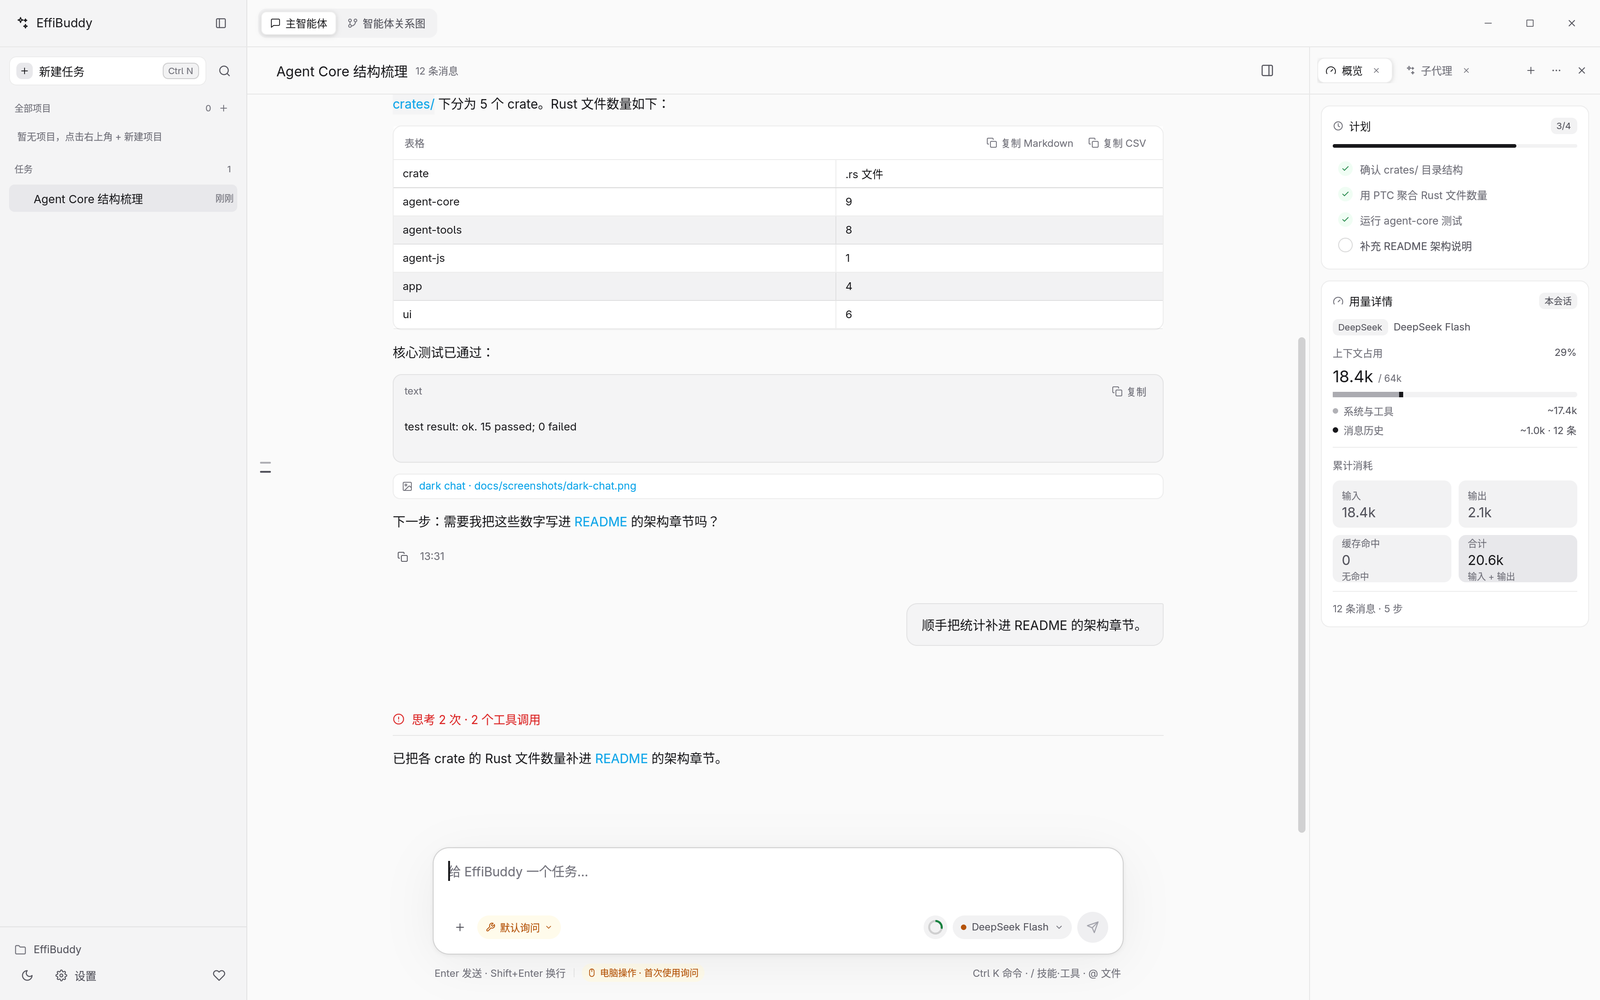 EffiBuddy
主智能体
智能体关系图
新建任务
Ctrl N
全部项目
0
暂无项目，点击右上角 + 新建项目
任务
1
Agent Core 结构梳理
刚刚
EffiBuddy
设置
Agent Core 结构梳理 12 条消息
crates/ 下分为 5 个 crate。Rust 文件数量如下：
表格
复制 Markdown
复制 CSV
crate .rs 文件
agent-core 9
agent-tools 8
agent-js 1
app 4
ui 6
核心测试已通过：
text
复制
test result: ok. 15 passed; 0 failed
dark chat · docs/screenshots/dark-chat.png
下一步：需要我把这些数字写进 README 的架构章节吗？
13:31
顺手把统计补进 README 的架构章节。
思考 2 次 · 2 个工具调用
已把各 crate 的 Rust 文件数量补进 README 的架构章节。
给 EffiBuddy 一个任务...
默认询问
DeepSeek Flash
Enter 发送 · Shift+Enter 换行
电脑操作 · 首次使用询问
Ctrl K 命令 · / 技能·工具 · @ 文件
概览
子代理
计划
3/4
确认 crates/ 目录结构
用 PTC 聚合 Rust 文件数量
运行 agent-core 测试
补充 README 架构说明
用量详情
本会话
DeepSeek DeepSeek Flash
上下文占用 29%
18.4k / 64k
系统与工具 ~17.4k
消息历史 ~1.0k · 12 条
累计消耗
输入
18.4k
输出
2.1k
缓存命中
0
无命中
合计
20.6k
输入 + 输出
12 条消息 · 5 步